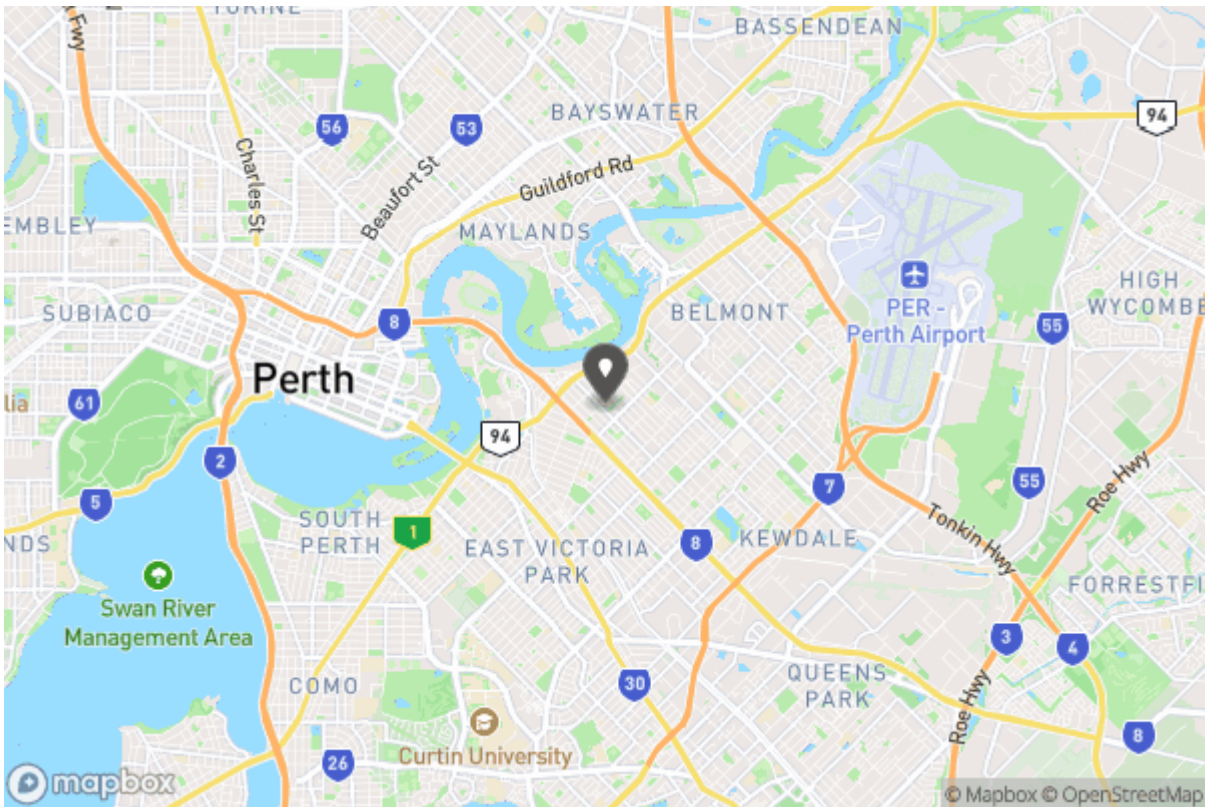 BASSENDEAN
Fwy
56
53
BAYSWATER
94
Charles St
Beaufort St
Guildford Rd
EMBLEY
MAYLANDS
SUBIACO
8
BELMONT
PER -
Perth Airport
55
HIGH
WYCOMBE
Perth
61
lia
94
2
5
7
55
Roe Hwy
SOUTH
PERTH
1
EAST VICTORIA
PARK
8
KEWDALE
Tonkin Hwy
NDS
Swan River
Management Area
FORRESTFI
3
4
COMO
30
QUEENS
PARK
Roe Hwy
Curtin University
26
8
mapbox
© Mapbox © OpenStreetMap